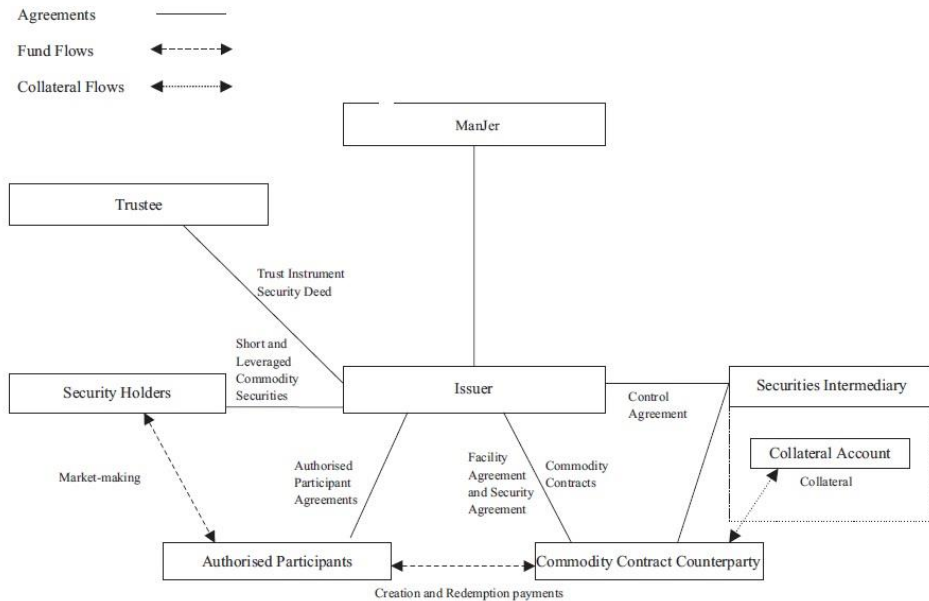 Agreements
Fund Flows
Collateral Flows
ManJer
Trustee
Trust Instrument
Security Deed
Short and
Leveraged
Commodity
Securities
Security Holders
Issuer
Securities Intermediary
Control
Agreement
Collateral Account
Collateral
Market-making
Authorised
Participant
Agreements
Facility
Agreement
and Security
Agreement
Commodity
Contracts
Authorised Participants
Commodity Contract Counterparty
Creation and Redemption payments